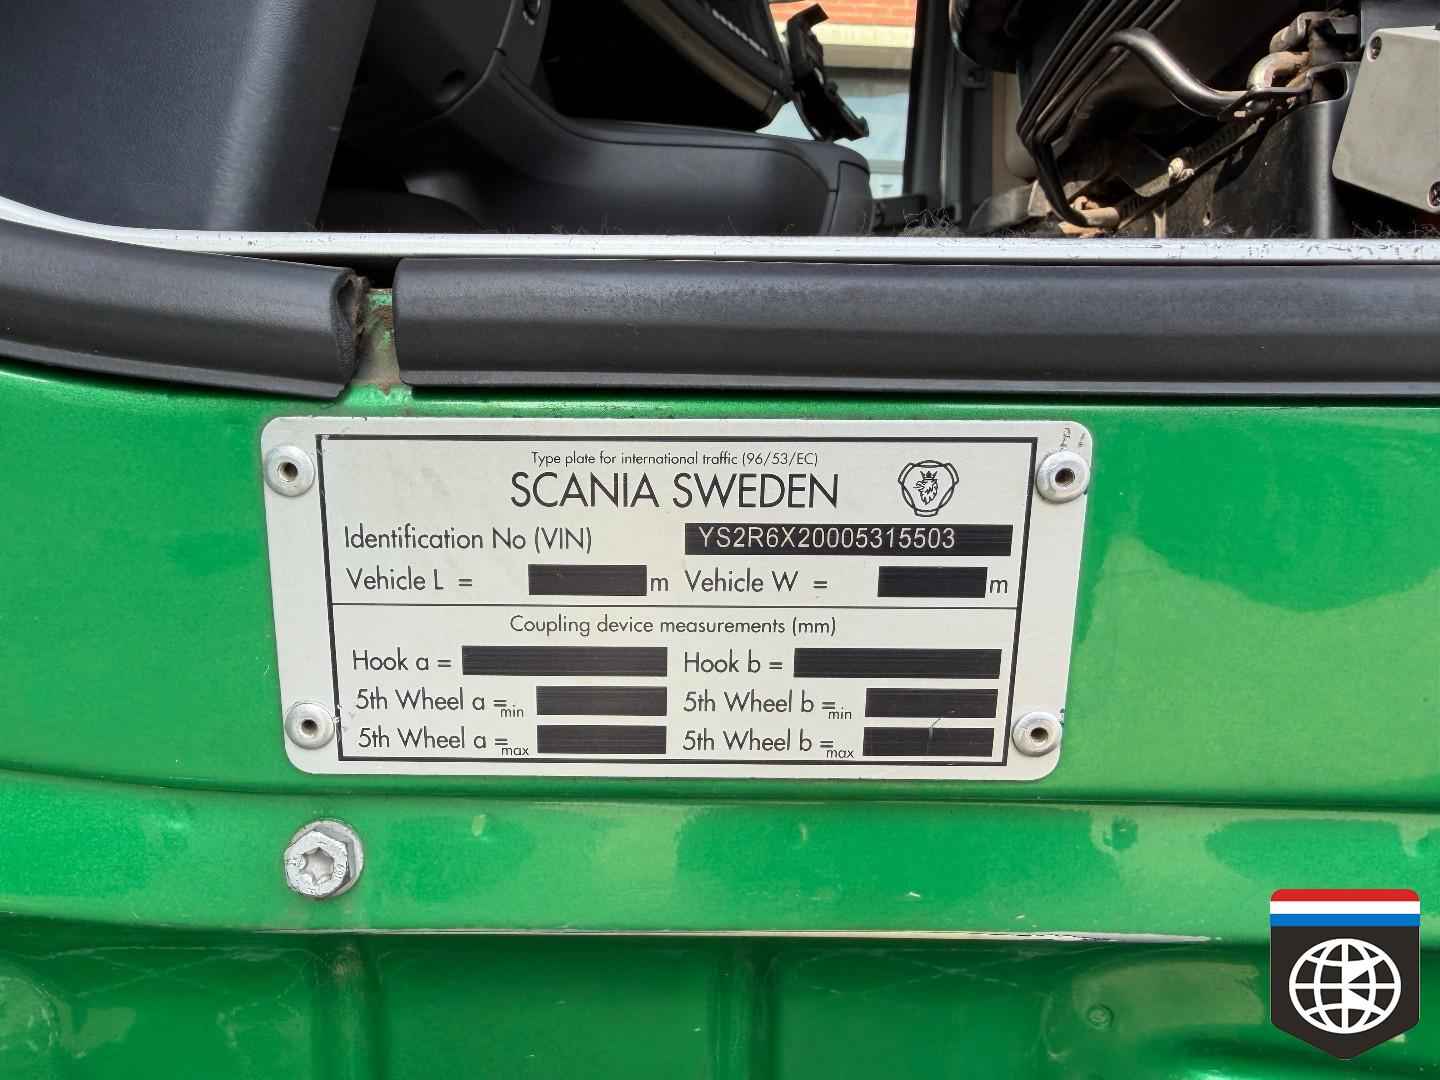 Type plate for international traffic (96/53/EC)
SCANIA SWEDEN
Identification No (VIN) YS2R6X20005315503
Vehicle L = m Vehicle W = m
Coupling device measurements (mm)
Hook a = Hook b =
5th Wheel a =min 5th Wheel b =min
5th Wheel a =max 5th Wheel b =max